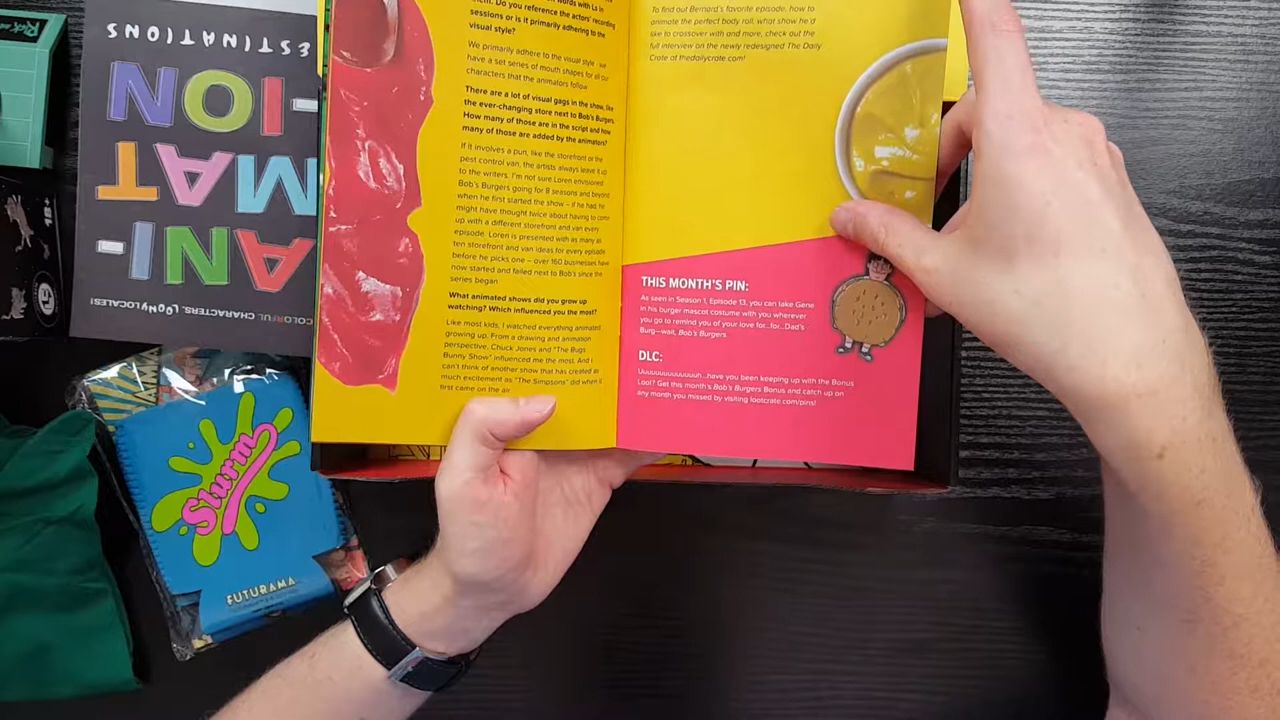 words with Ls in
them. Do you reference the actors' recording
sessions or is it primarily adhering to the
visual style?
We primarily adhere to the visual style - we
have a set series of mouth shapes for all our
characters that the animators follow.
There are a lot of visual gags in the show, like
the ever-changing store next to Bob's Burgers.
How many of those are in the script and how
many of those are added by the animators?
If it involves a pun, like the storefront or the
pest control van, the artists always leave it up
to the writers. I'm not sure Loren envisioned
Bob's Burgers going for 8 seasons and beyond
when he first started the show – if he had he
might have thought twice about having to come
up with a different storefront and van every
episode. Loren is presented with as many as
ten storefront and van ideas for every episode
before he picks one – over 160 businesses have
now started and failed next to Bob's since the
series began.
What animated shows did you grow up
watching? Which influenced you the most?
Like most kids, I watched everything animated
growing up. From a drawing and animation
perspective, Chuck Jones and "The Bugs
Bunny Show" influenced me the most. And I
can't think of another show that has created as
much excitement as "The Simpsons" did when it
first came on the air.
To find out Bernard's favorite episode, how to
animate the perfect body roll, what show he'd
like to crossover with and more, check out the
full interview on the newly redesigned The Daily
Crate at thedailycrate.com!
THIS MONTH'S PIN:
As seen in Season 1, Episode 13, you can take Gene
in his burger mascot costume with you wherever
you go to remind you of your love for...for...Dad's
Burg—wait, Bob's Burgers.
DLC:
Uuuuuuuuuuuuuh...have you been keeping up with the Bonus
Loot? Get this month's Bob's Burgers Bonus and catch up on
any month you missed by visiting lootcrate.com/pins!
ANI-
MAT
-ION
ESTINATIONS
COLORFUL CHARACTERS, LOONY LOCALES!
Rick and
18+
Slurm
FUTURAMA